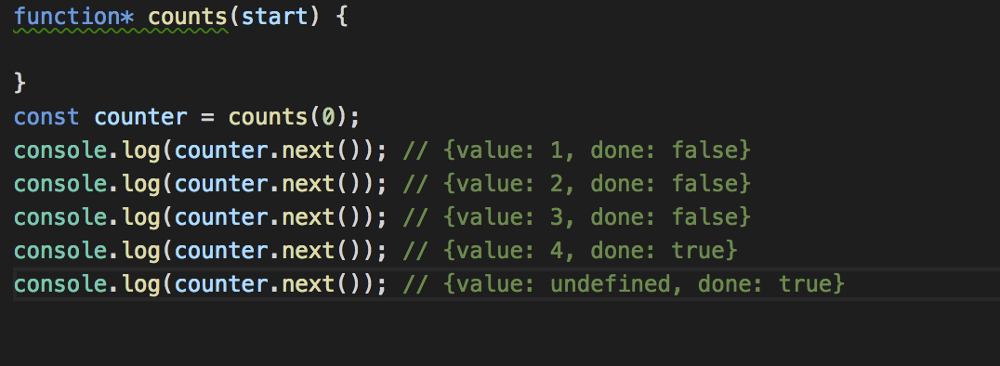 function* counts(start) {
}
const counter = counts(0);
console.log(counter.next()); // {value: 1, done: false}
console.log(counter.next()); // {value: 2, done: false}
console.log(counter.next()); // {value: 3, done: false}
console.log(counter.next()); // {value: 4, done: true}
console.log(counter.next()); // {value: undefined, done: true}